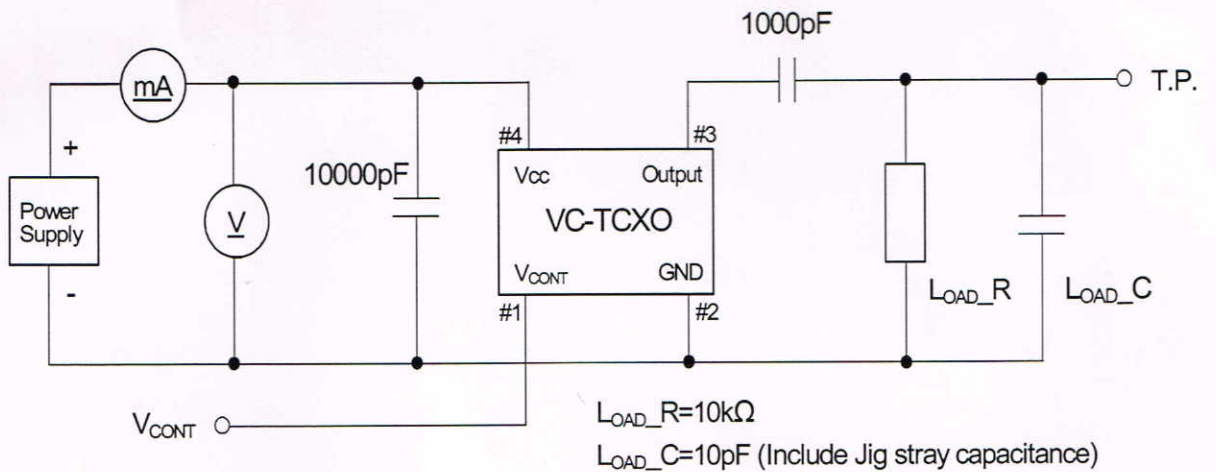 1000pF
mA
T.P.
#4
#3
+
10000pF
Vcc
Output
Power
Supply
V
VC-TCXO
VCONT
GND
-
#1
#2
LOAD_R
LOAD_C
VCONT
LOAD_R=10kΩ
LOAD_C=10pF (Include Jig stray capacitance)